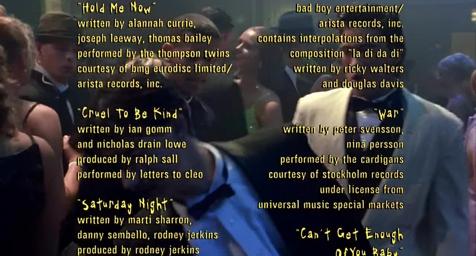 "Hold Me Now"
written by alannah currie,
joseph leeway, thomas bailey
performed by the thompson twins
courtesy of bmg eurodisc limited/
arista records, inc.
"Cruel To Be Kind"
written by ian gomm
and nicholas drain lowe
produced by ralph sall
performed by letters to cleo
"Saturday Night"
written by marti sharron,
danny sembello, rodney jerkins
produced by rodney jerkins
bad boy entertainment/
arista records, inc.
contains interpolations from the
composition "la di da di"
written by ricky walters
and douglas davis
"War"
written by peter svensson,
nina persson
performed by the cardigans
courtesy of stockholm records
under license from
universal music special markets
"Can't Get Enough
Of You Baby"